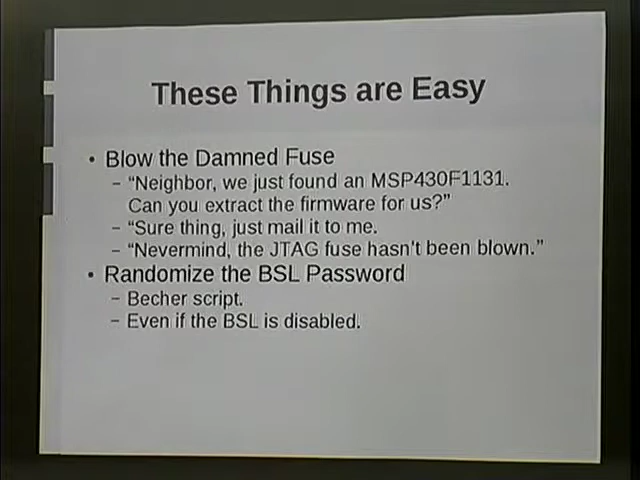 These Things are Easy
• Blow the Damned Fuse
– “Neighbor, we just found an MSP430F1131.
Can you extract the firmware for us?”
– “Sure thing, just mail it to me.
– “Nevermind, the JTAG fuse hasn't been blown.”
• Randomize the BSL Password
– Becher script.
– Even if the BSL is disabled.